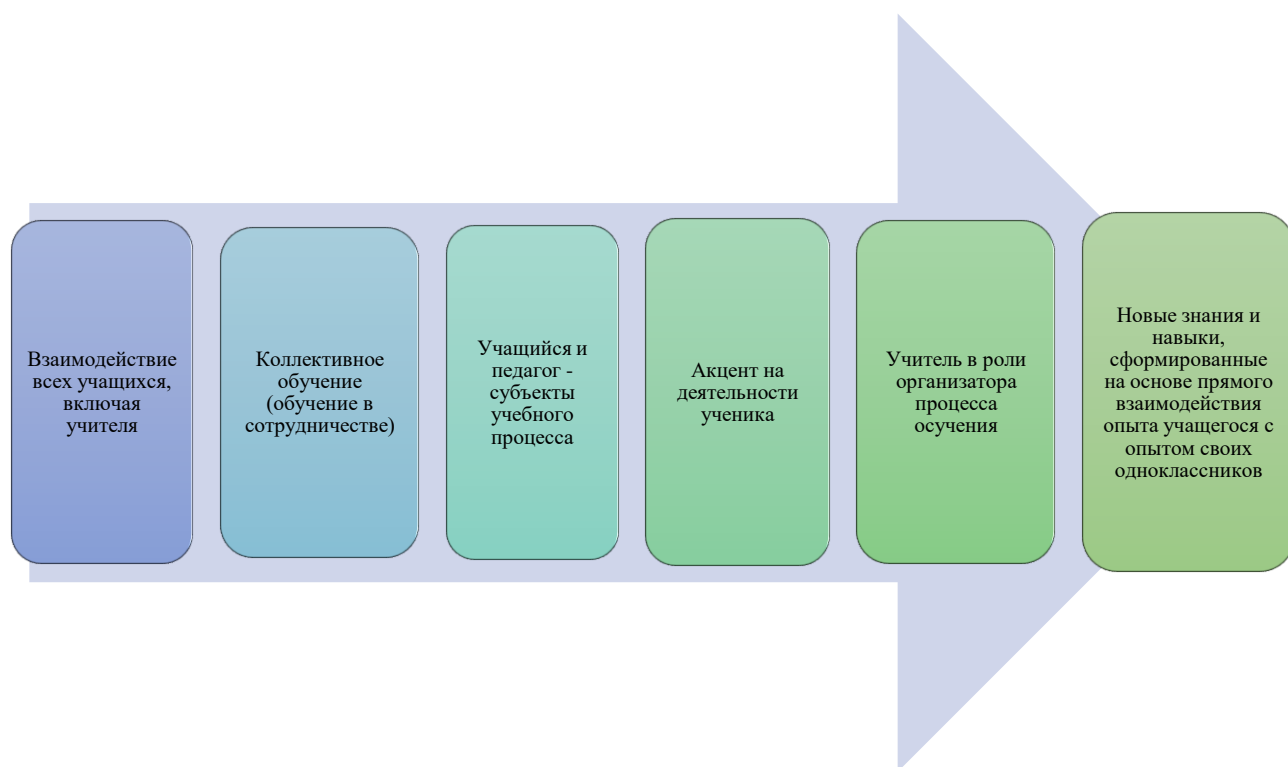 Взаимодействие
всех учащихся,
включая
учителя
Коллективное
обучение
(обучение в
сотрудничестве)
Учащийся и
педагог -
субъекты
учебного
процесса
Акцент на
деятельности
ученика
Учитель в роли
организатора
процесса
осучения
Новые знания и
навыки,
сформированные
на основе прямого
взаимодействия
опыта учащегося с
опытом своих
одноклассников